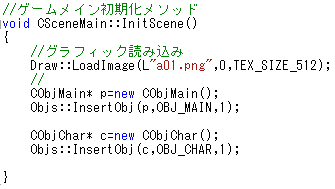 //ゲームメイン初期化メソッド
void CSceneMain::InitScene()
{
    //グラフィック読み込み
    Draw::LoadImage(L"a01.png",0,TEX_SIZE_512);
    //
    CObjMain* p=new CObjMain();
    Objs::InsertObj(p,OBJ_MAIN,1);

    CObjChar* c=new CObjChar();
    Objs::InsertObj(c,OBJ_CHAR,1);

}